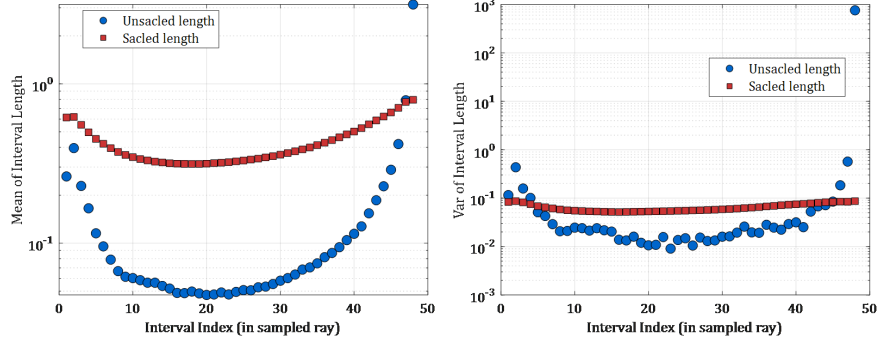 Unsacled length
Sacled length
10^0
10^-1
Mean of Interval Length
0 10 20 30 40 50
Interval Index (in sampled ray)
10^3
10^2
10^1
10^0
10^-1
10^-2
10^-3
Var of Interval Length
Unsacled length
Sacled length
0 10 20 30 40 50
Interval Index (in sampled ray)